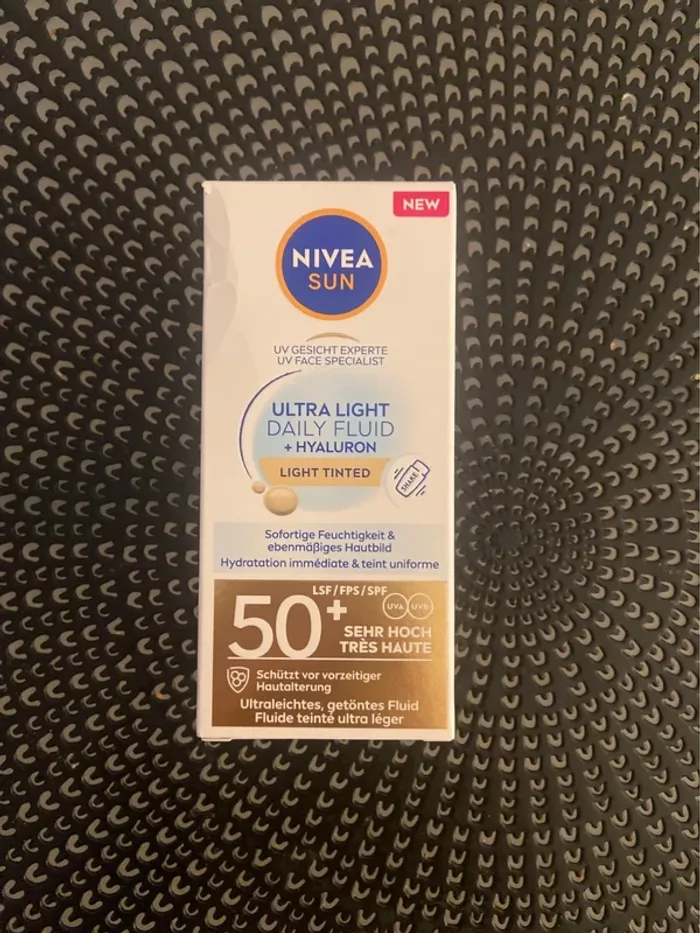 NEW
NIVEA
SUN
UV GESICHT EXPERTE
UV FACE SPECIALIST
ULTRA LIGHT
DAILY FLUID
+ HYALURON
LIGHT TINTED
SHAKE
Sofortige Feuchtigkeit &
ebenmäßiges Hautbild
Hydratation immédiate & teint uniforme
LSF/FPS/SPF
50+
UVA UVB
SEHR HOCH
TRÈS HAUTE
Schützt vor vorzeitiger
Hautalterung
Ultraleichtes, getöntes Fluid
Fluide teinté ultra léger